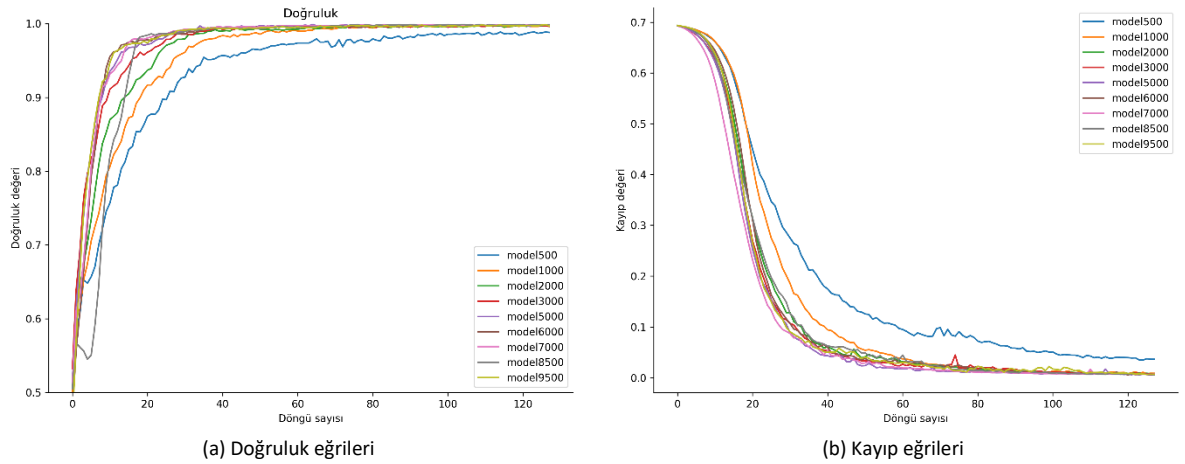 Doğruluk
1.0
0.9
0.8
0.7
0.6
0.5
Doğruluk değeri
0 20 40 60 80 100 120
Döngü sayısı
model500
model1000
model2000
model3000
model5000
model6000
model7000
model8500
model9500
(a) Doğruluk eğrileri
0.7
0.6
0.5
0.4
0.3
0.2
0.1
0.0
Kayıp değeri
0 20 40 60 80 100 120
Döngü sayısı
model500
model1000
model2000
model3000
model5000
model6000
model7000
model8500
model9500
(b) Kayıp eğrileri